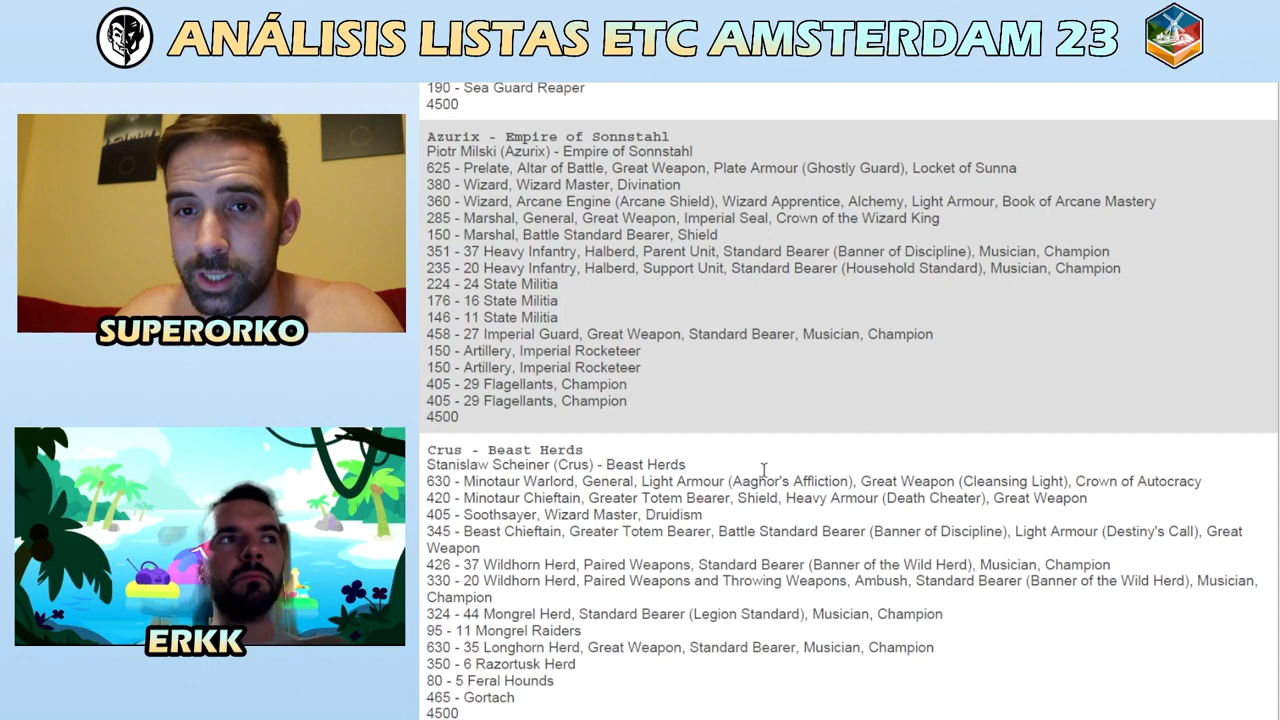 ANÁLISIS LISTAS ETC AMSTERDAM 23
190 - Sea Guard Reaper
4500
Azurix - Empire of Sonnstahl
Piotr Milski (Azurix) - Empire of Sonnstahl
625 - Prelate, Altar of Battle, Great Weapon, Plate Armour (Ghostly Guard), Locket of Sunna
380 - Wizard, Wizard Master, Divination
360 - Wizard, Arcane Engine (Arcane Shield), Wizard Apprentice, Alchemy, Light Armour, Book of Arcane Mastery
285 - Marshal, General, Great Weapon, Imperial Seal, Crown of the Wizard King
150 - Marshal, Battle Standard Bearer, Shield
351 - 37 Heavy Infantry, Halberd, Parent Unit, Standard Bearer (Banner of Discipline), Musician, Champion
235 - 20 Heavy Infantry, Halberd, Support Unit, Standard Bearer (Household Standard), Musician, Champion
224 - 24 State Militia
176 - 16 State Militia
146 - 11 State Militia
458 - 27 Imperial Guard, Great Weapon, Standard Bearer, Musician, Champion
150 - Artillery, Imperial Rocketeer
150 - Artillery, Imperial Rocketeer
405 - 29 Flagellants, Champion
405 - 29 Flagellants, Champion
4500
Crus - Beast Herds
Stanislaw Scheiner (Crus) - Beast Herds
630 - Minotaur Warlord, General, Light Armour (Aaghor's Affliction), Great Weapon (Cleansing Light), Crown of Autocracy
420 - Minotaur Chieftain, Greater Totem Bearer, Shield, Heavy Armour (Death Cheater), Great Weapon
405 - Soothsayer, Wizard Master, Druidism
345 - Beast Chieftain, Greater Totem Bearer, Battle Standard Bearer (Banner of Discipline), Light Armour (Destiny's Call), Great
Weapon
426 - 37 Wildhorn Herd, Paired Weapons, Standard Bearer (Banner of the Wild Herd), Musician, Champion
330 - 20 Wildhorn Herd, Paired Weapons and Throwing Weapons, Ambush, Standard Bearer (Banner of the Wild Herd), Musician,
Champion
324 - 44 Mongrel Herd, Standard Bearer (Legion Standard), Musician, Champion
95 - 11 Mongrel Raiders
630 - 35 Longhorn Herd, Great Weapon, Standard Bearer, Musician, Champion
350 - 6 Razortusk Herd
80 - 5 Feral Hounds
465 - Gortach
4500
SUPERORKO
ERKK